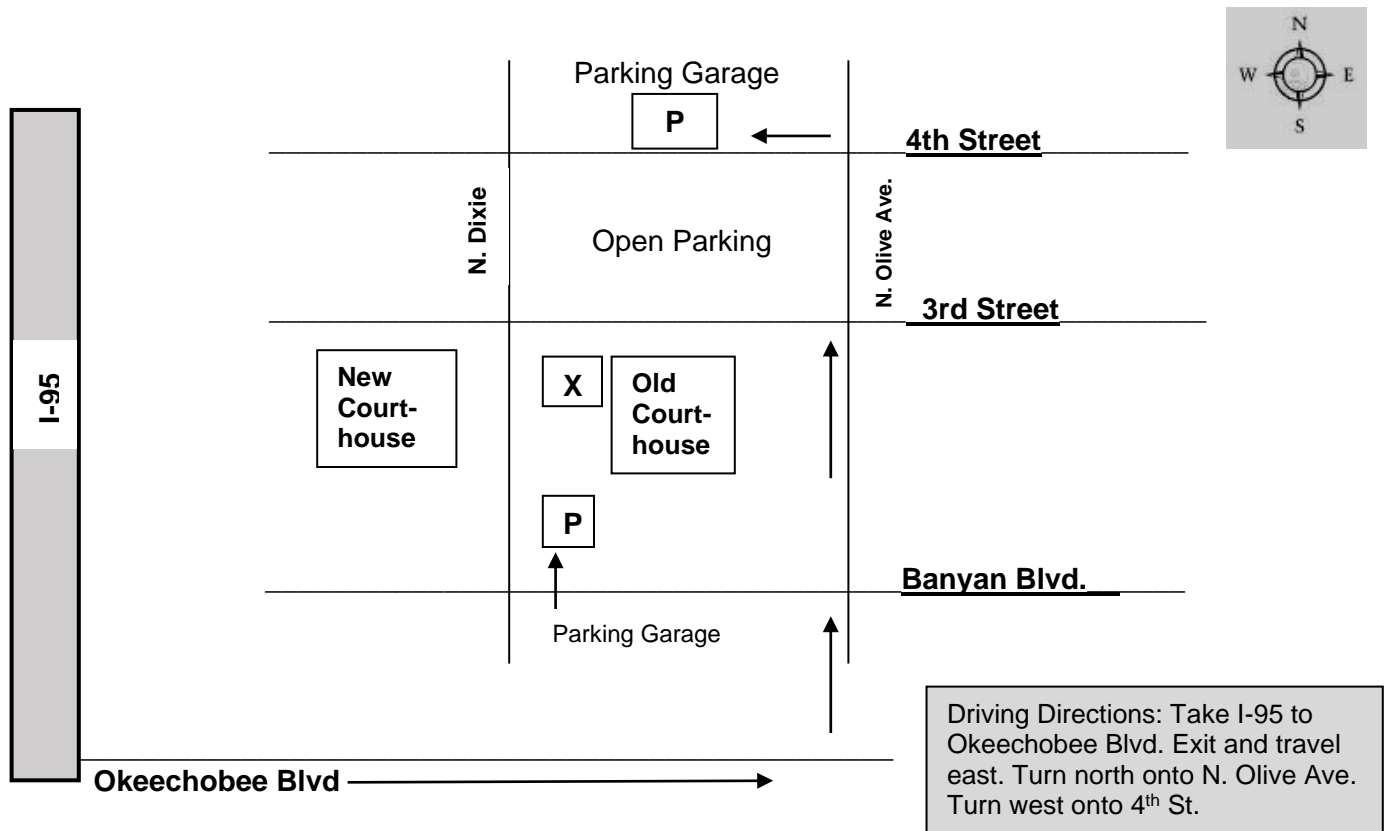 N
W E
S
Parking Garage
P
4th Street
N. Dixie
N. Olive Ave.
Open Parking
3rd Street
I-95
New
Court-
house
X
Old
Court-
house
P
Banyan Blvd.
Parking Garage
Okeechobee Blvd
Driving Directions: Take I-95 to
Okeechobee Blvd. Exit and travel
east. Turn north onto N. Olive Ave.
Turn west onto 4th St.